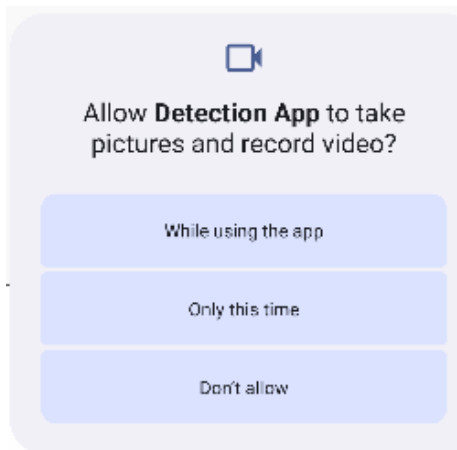 Allow Detection App to take
pictures and record video?
While using the app
Only this time
Don't allow